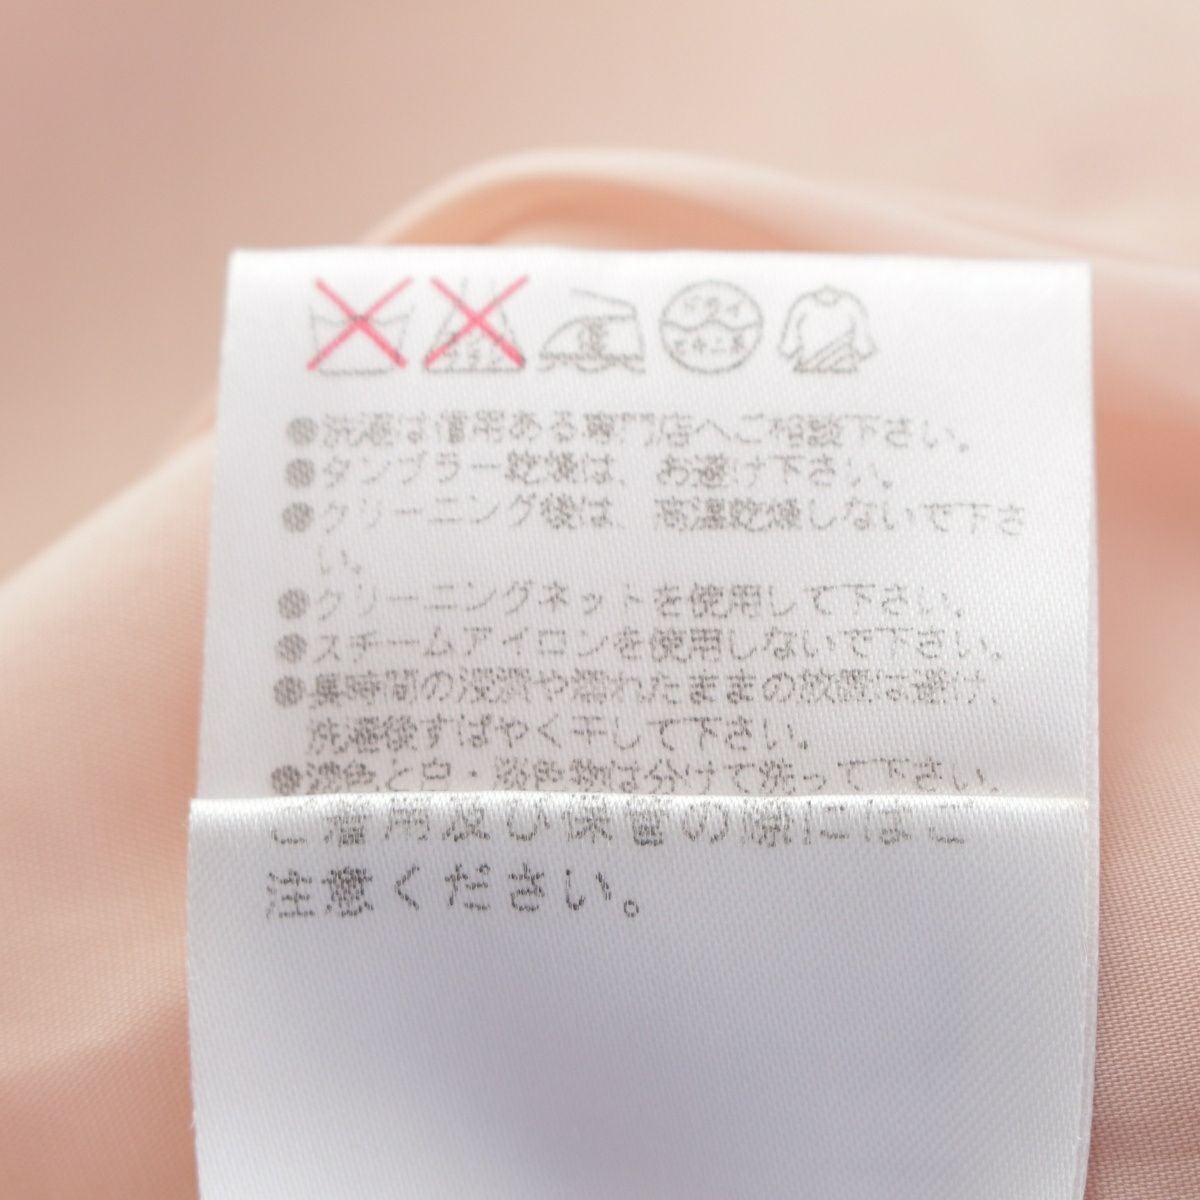 ドライ
セキユ系
●洗濯は信用ある専門店へご相談下さい。
●タンブラー乾燥は、お避け下さい。
●クリーニング後は、高温乾燥しないで下さ
い。
●クリーニングネットを使用して下さい。
●スチームアイロンを使用しないで下さい。
●長時間の浸漬や濡れたままの放置は避け、
洗濯後すばやく干して下さい。
●濃色と白・淡色物は分けて洗って下さい。
ご着用及び保管の際にはご
注意ください。